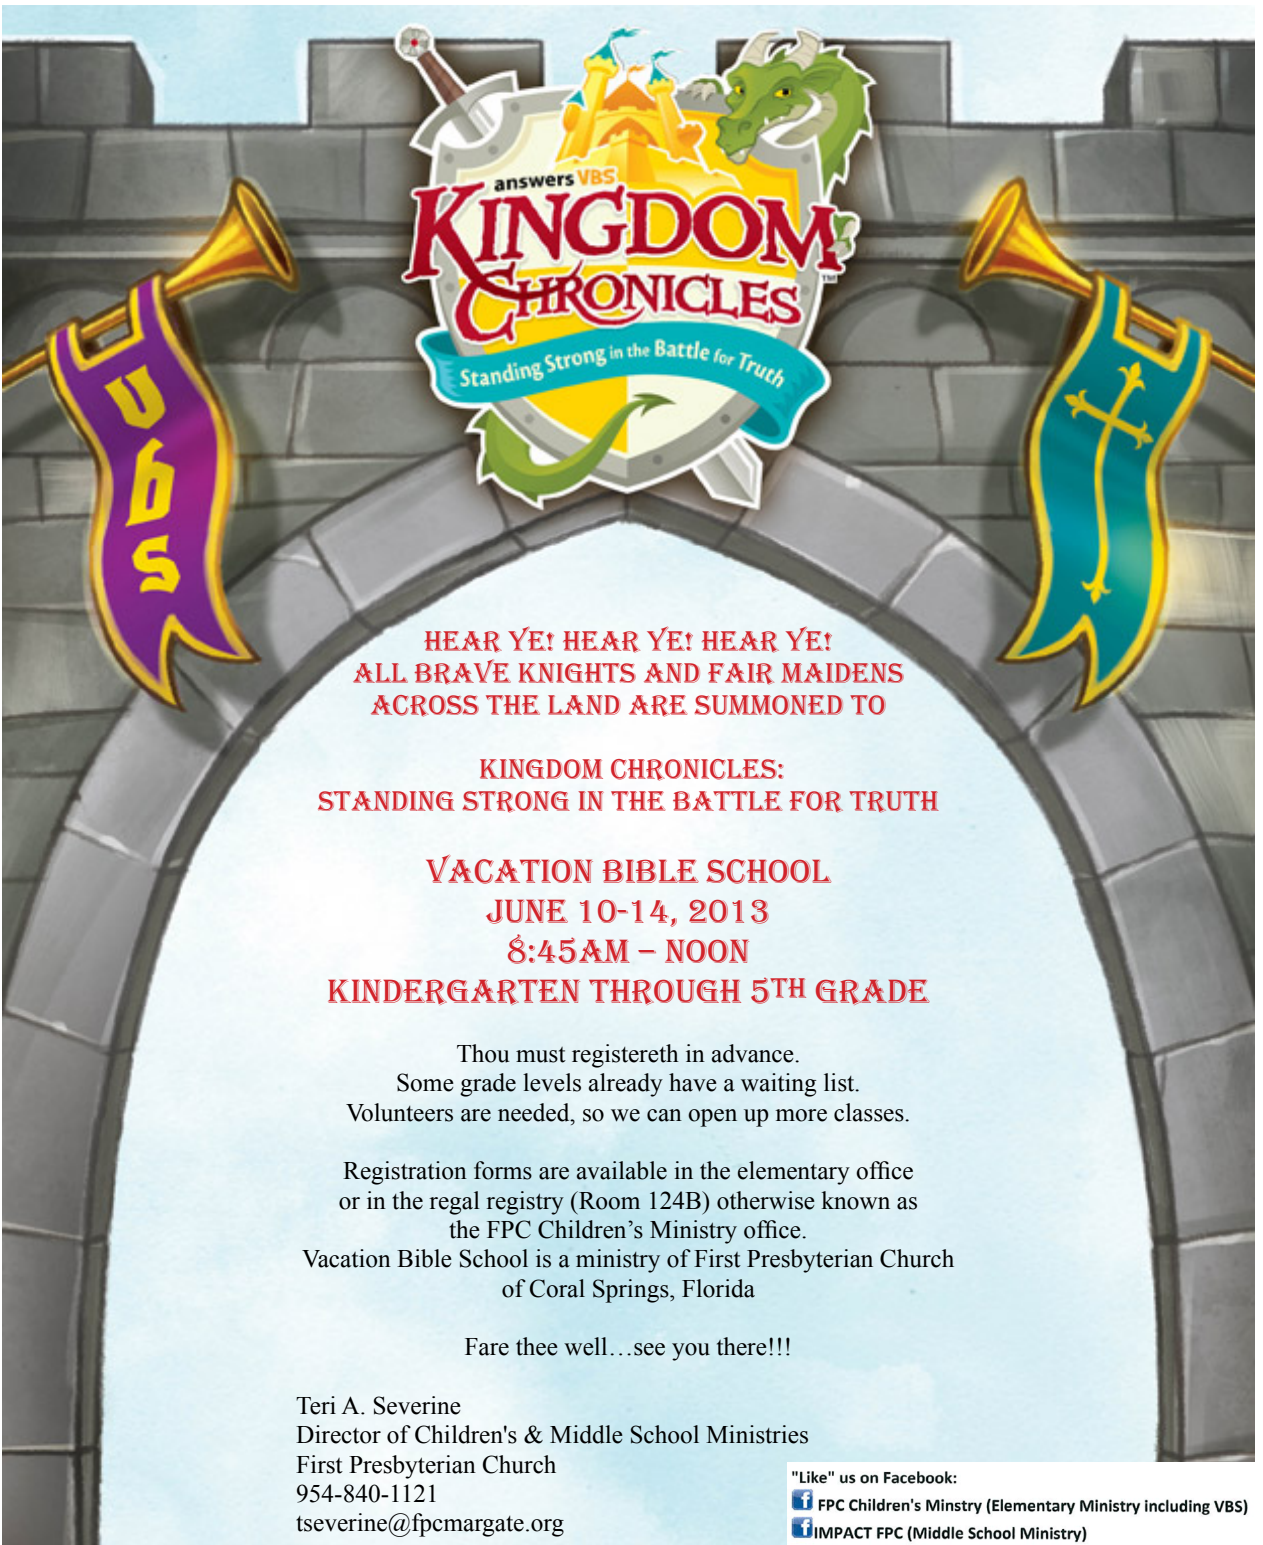 answers VBS
KINGDOM
CHRONICLES™
Standing Strong in the Battle for Truth
VBS
HEAR YE! HEAR YE! HEAR YE!
ALL BRAVE KNIGHTS AND FAIR MAIDENS
ACROSS THE LAND ARE SUMMONED TO
KINGDOM CHRONICLES:
STANDING STRONG IN THE BATTLE FOR TRUTH
VACATION BIBLE SCHOOL
JUNE 10-14, 2013
8:45AM – NOON
KINDERGARTEN THROUGH 5TH GRADE
Thou must registereth in advance.
Some grade levels already have a waiting list.
Volunteers are needed, so we can open up more classes.
Registration forms are available in the elementary office
or in the regal registry (Room 124B) otherwise known as
the FPC Children’s Ministry office.
Vacation Bible School is a ministry of First Presbyterian Church
of Coral Springs, Florida
Fare thee well…see you there!!!
Teri A. Severine
Director of Children's & Middle School Ministries
First Presbyterian Church
954-840-1121
tseverine@fpcmargate.org
"Like" us on Facebook:
f FPC Children's Minstry (Elementary Ministry including VBS)
f IMPACT FPC (Middle School Ministry)